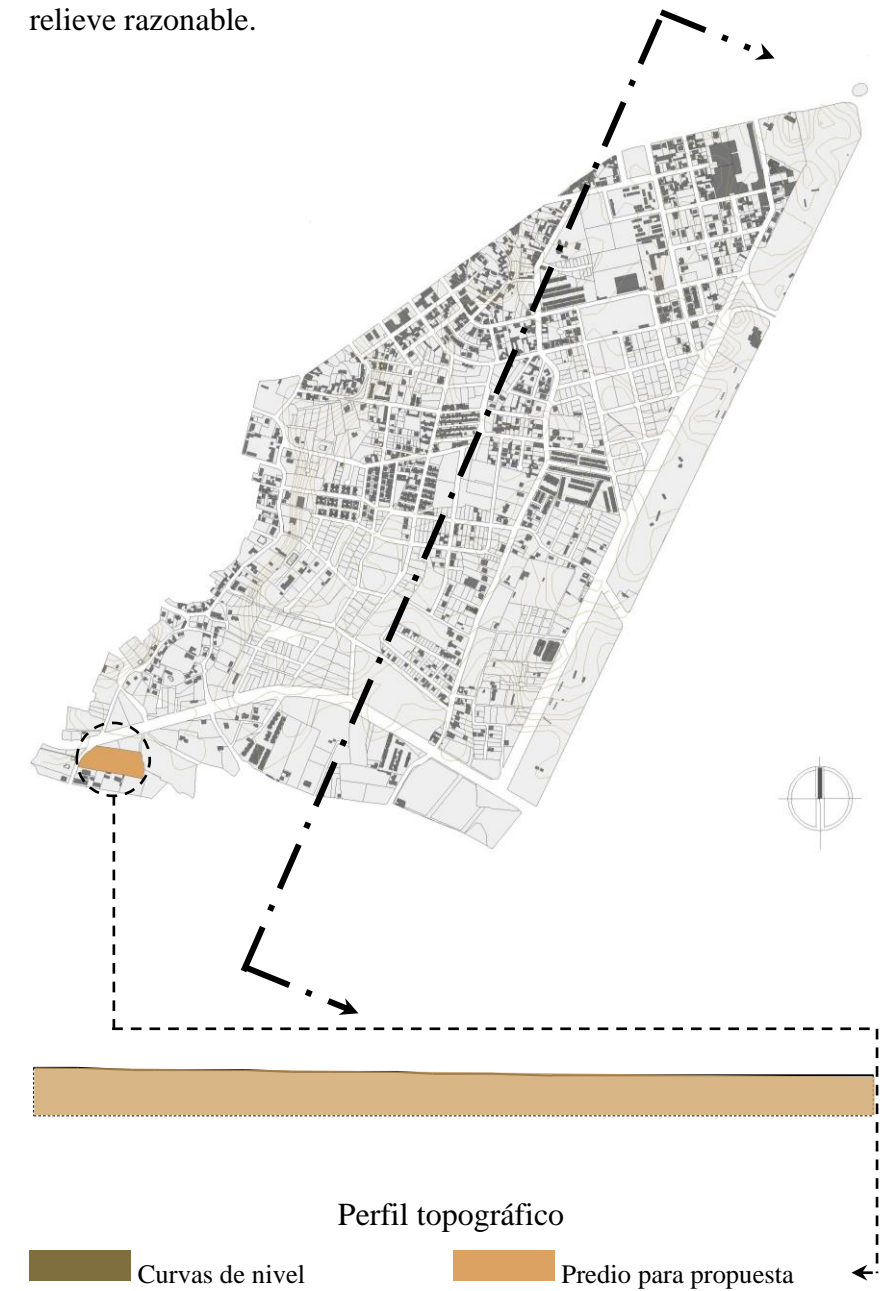 relieve razonable.
Perfil topográfico
Curvas de nivel
Predio para propuesta